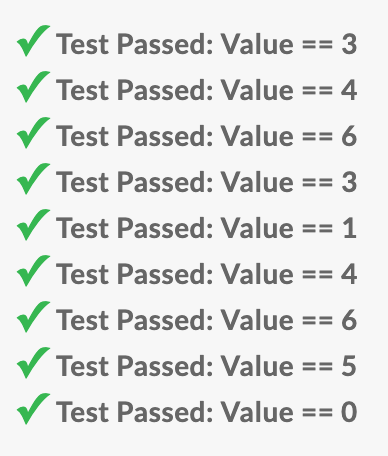 Test Passed: Value == 3
Test Passed: Value == 4
Test Passed: Value == 6
Test Passed: Value == 3
Test Passed: Value == 1
Test Passed: Value == 4
Test Passed: Value == 6
Test Passed: Value == 5
Test Passed: Value == 0